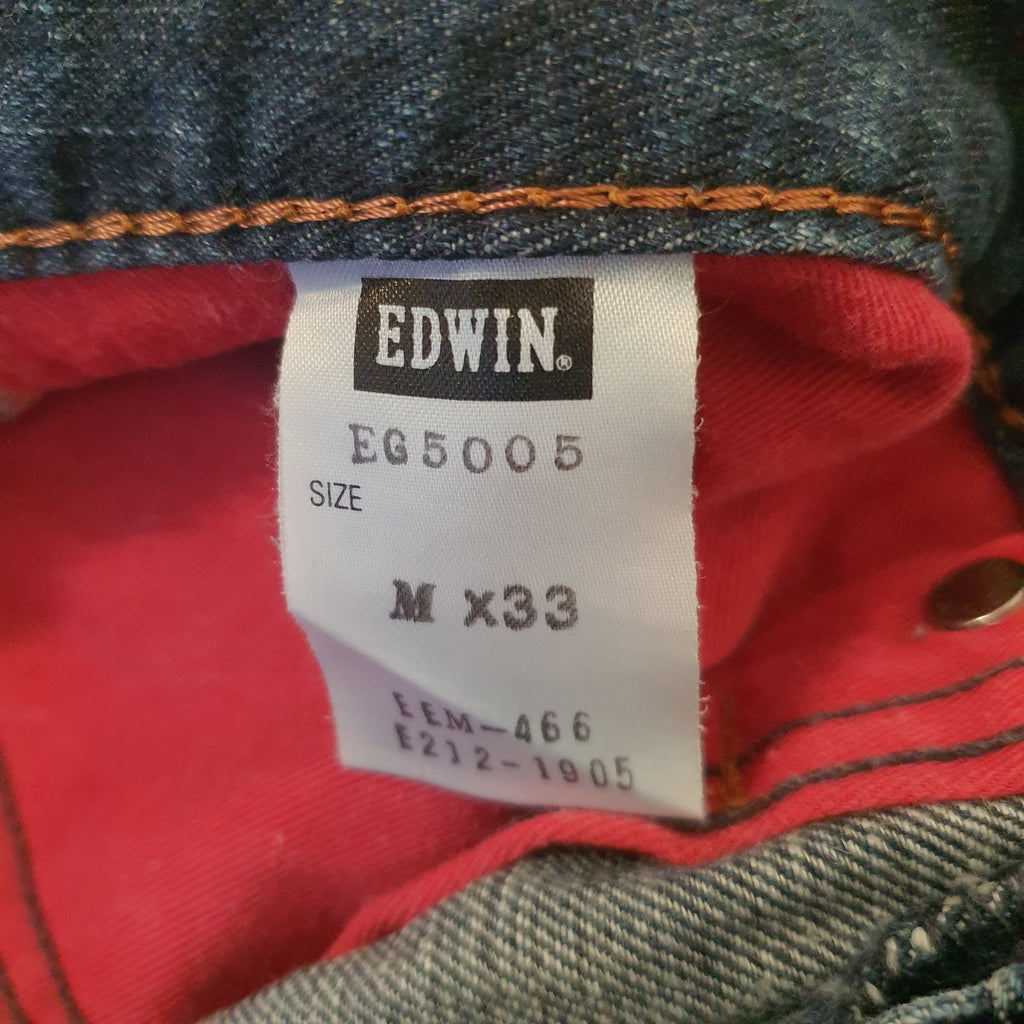 EDWIN®
EG5005
SIZE
M x33
EEM-466
E212-1905